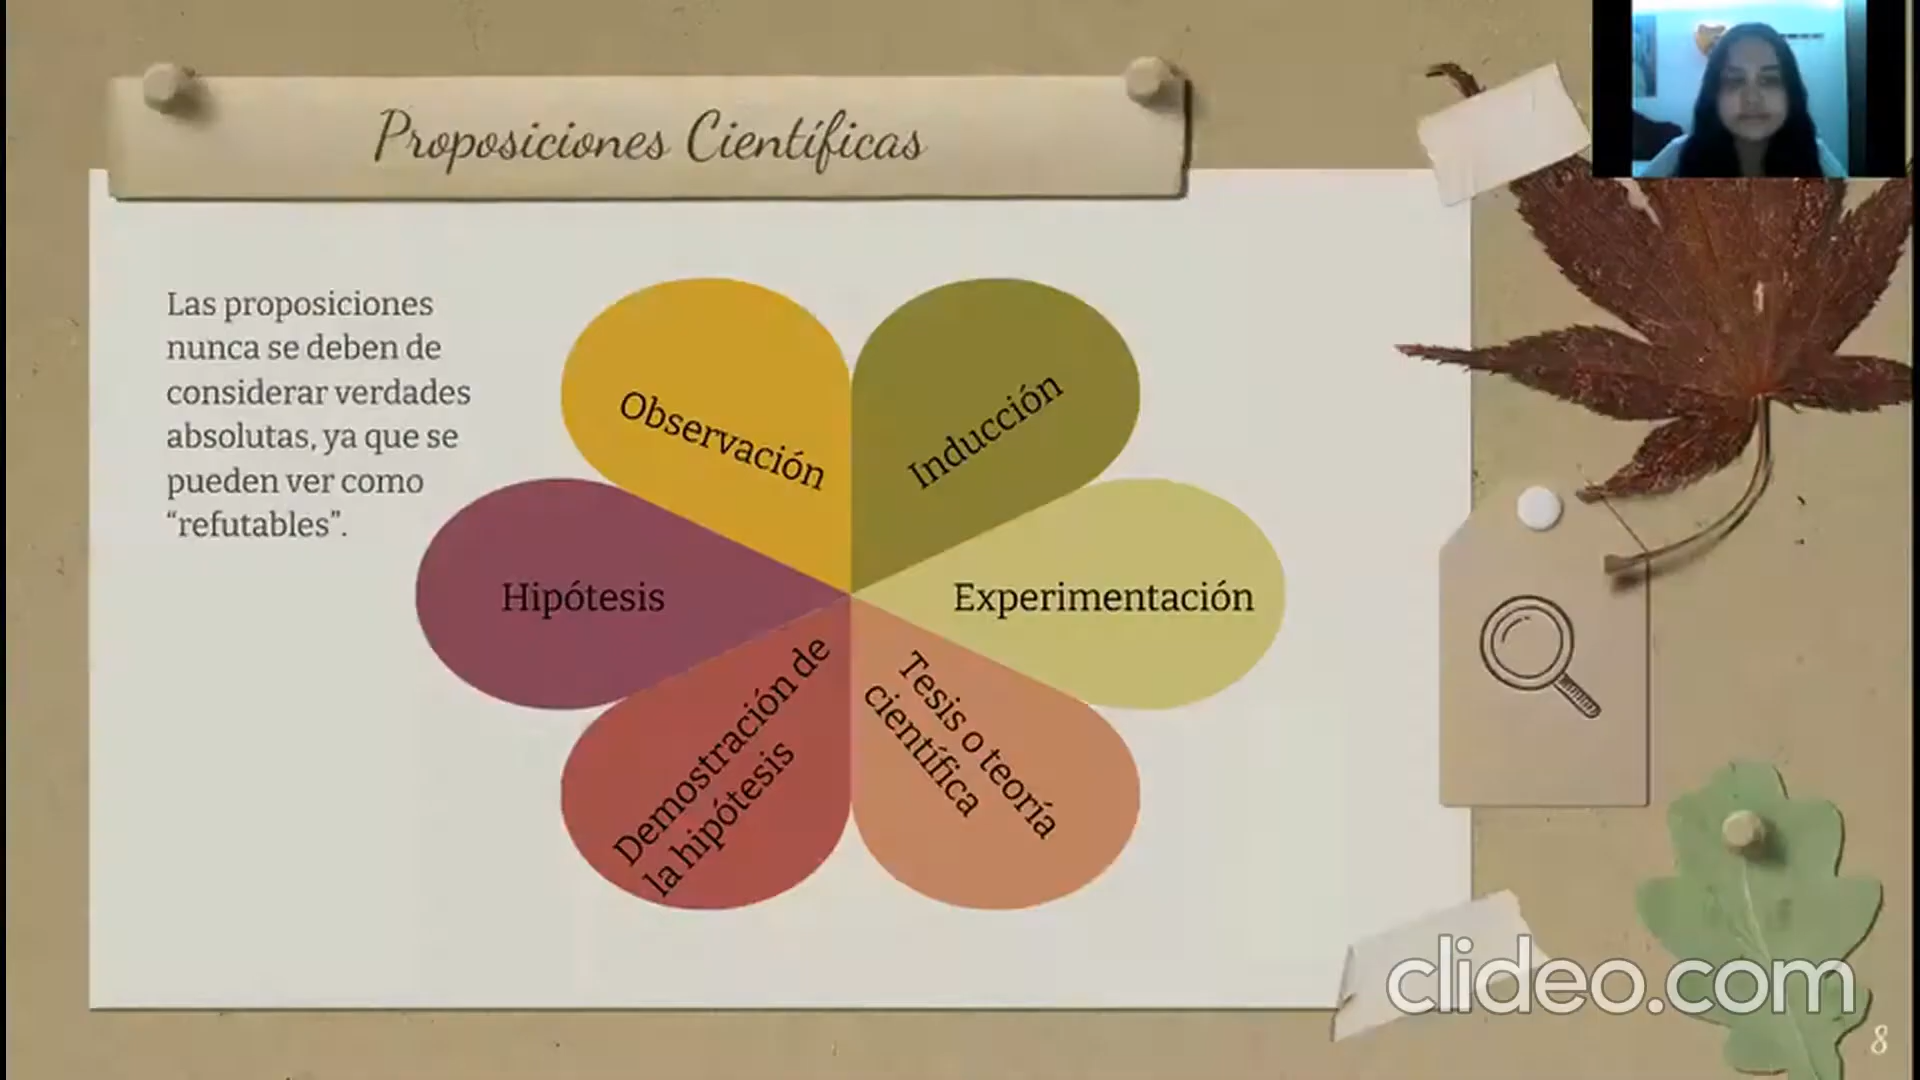 Proposiciones Científicas
Las proposiciones
nunca se deben de
considerar verdades
absolutas, ya que se
pueden ver como
“refutables”.
Observación
Inducción
Hipótesis
Experimentación
Demostración de
la hipótesis
Tesis o teoría
científica
clideo.com
8